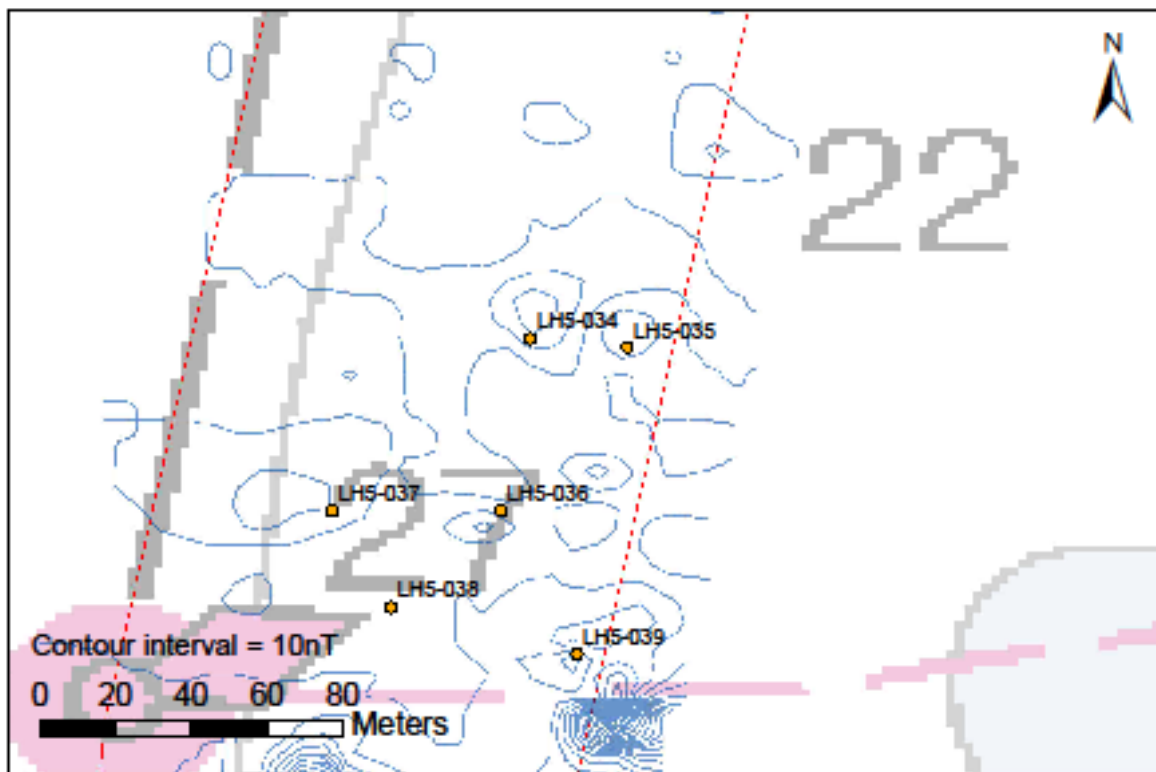 N
22
LH5-034
LH5-035
LH5-037
LH5-036
27
LH5-038
LH5-039
Contour interval = 10nT
0 20 40 60 80
Meters